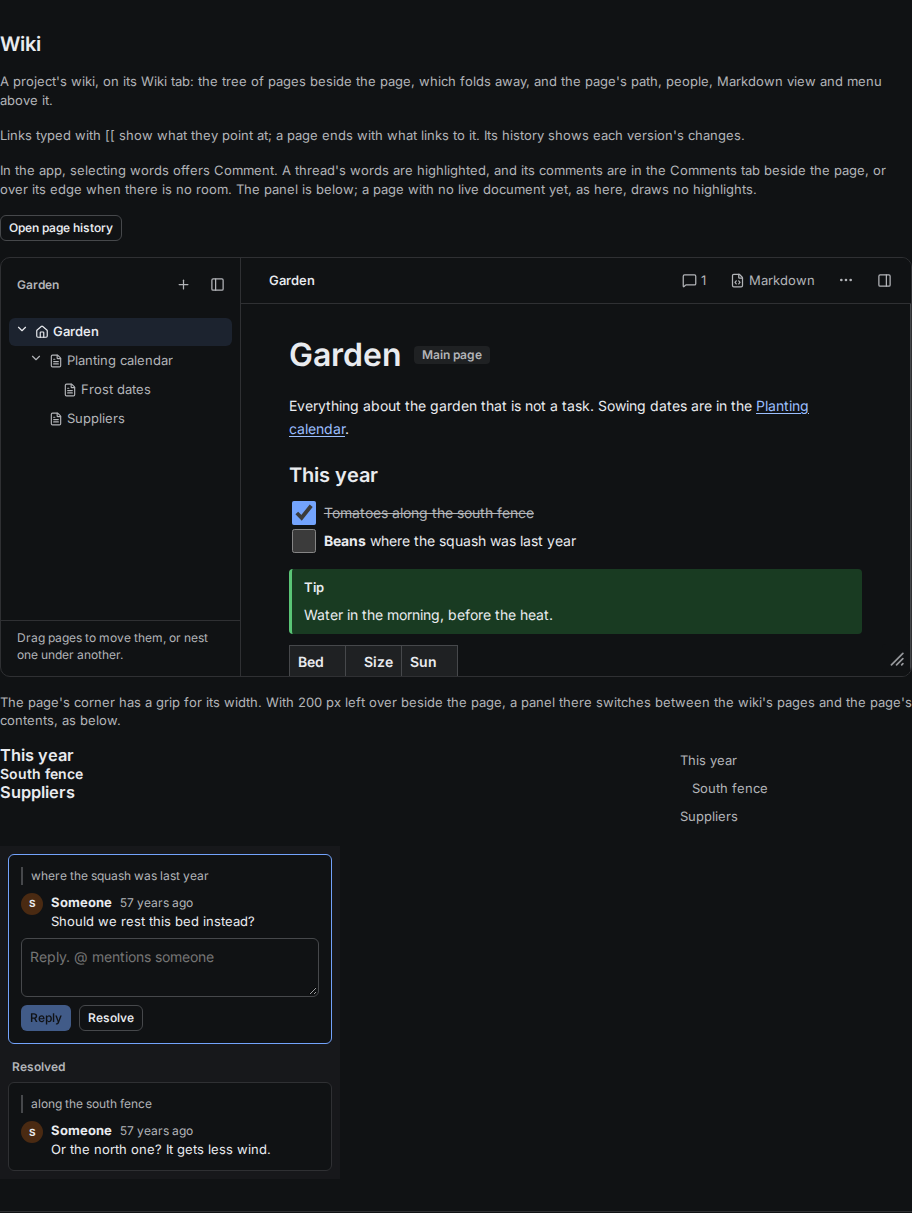 Wiki
A project's wiki, on its Wiki tab: the tree of pages beside the page, which folds away, and the page's path, people, Markdown view and menu
above it.
Links typed with [[ show what they point at; a page ends with what links to it. Its history shows each version's changes.
In the app, selecting words offers Comment. A thread's words are highlighted, and its comments are in the Comments tab beside the page, or
over its edge when there is no room. The panel is below; a page with no live document yet, as here, draws no highlights.
Open page history
Garden
Garden
Planting calendar
Frost dates
Suppliers
Drag pages to move them, or nest
one under another.
Garden
1
Markdown
Garden
Main page
Everything about the garden that is not a task. Sowing dates are in the Planting
calendar.
This year
Tomatoes along the south fence
Beans where the squash was last year
Tip
Water in the morning, before the heat.
Bed Size Sun
The page's corner has a grip for its width. With 200 px left over beside the page, a panel there switches between the wiki's pages and the page's
contents, as below.
This year
South fence
Suppliers
This year
South fence
Suppliers
where the squash was last year
S
Someone 57 years ago
Should we rest this bed instead?
Reply. @ mentions someone
Reply
Resolve
Resolved
along the south fence
S
Someone 57 years ago
Or the north one? It gets less wind.